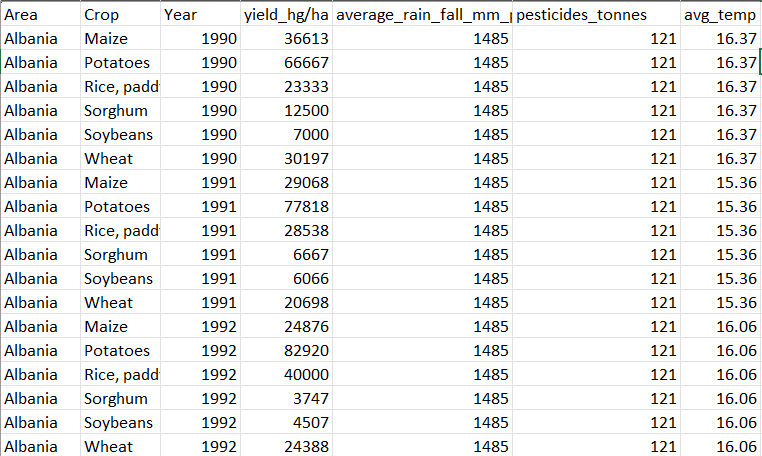 Area Crop Year yield_hg/ha average_rain_fall_mm_p pesticides_tonnes avg_temp
Albania Maize 1990 36613 1485 121 16.37
Albania Potatoes 1990 66667 1485 121 16.37
Albania Rice, padd 1990 23333 1485 121 16.37
Albania Sorghum 1990 12500 1485 121 16.37
Albania Soybeans 1990 7000 1485 121 16.37
Albania Wheat 1990 30197 1485 121 16.37
Albania Maize 1991 29068 1485 121 15.36
Albania Potatoes 1991 77818 1485 121 15.36
Albania Rice, padd 1991 28538 1485 121 15.36
Albania Sorghum 1991 6667 1485 121 15.36
Albania Soybeans 1991 6066 1485 121 15.36
Albania Wheat 1991 20698 1485 121 15.36
Albania Maize 1992 24876 1485 121 16.06
Albania Potatoes 1992 82920 1485 121 16.06
Albania Rice, padd 1992 40000 1485 121 16.06
Albania Sorghum 1992 3747 1485 121 16.06
Albania Soybeans 1992 4507 1485 121 16.06
Albania Wheat 1992 24388 1485 121 16.06